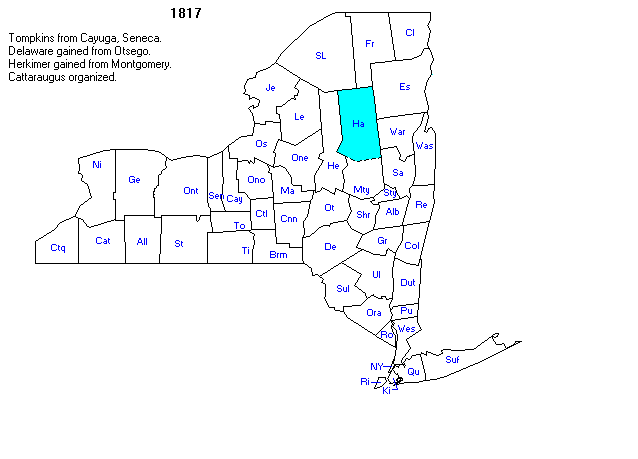 1817
Tompkins from Cayuga, Seneca.
Delaware gained from Otsego.
Herkimer gained from Montgomery.
Cattaraugus organized.
Cl
Fr
SL
Es
Je
Le
Ha
War
Os
Was
One
He
Sa
Ni
Ge
Ont
Ono
Sen
Cay
Ma
Mty
Sty
Ot
Shr
Alb
Re
Ctl
Cnn
To
Ctq
Cat
All
St
Ti
Brm
De
Gr
Col
Ul
Sul
Dut
Ora
Pu
Ro
Wes
Suf
NY
Qu
Ri
Ki